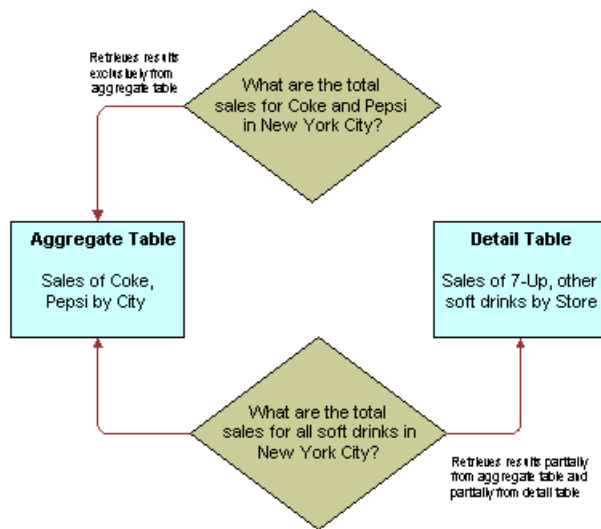 Retrieves results
exclusively from
aggregate table
What are the total
sales for Coke and Pepsi
in New York City?
Aggregate Table
Sales of Coke,
Pepsi by City
Detail Table
Sales of 7-Up, other
soft drinks by Store
What are the total
sales for all soft drinks in
New York City?
Retrieves results partially
from aggregate table and
partially from detail table